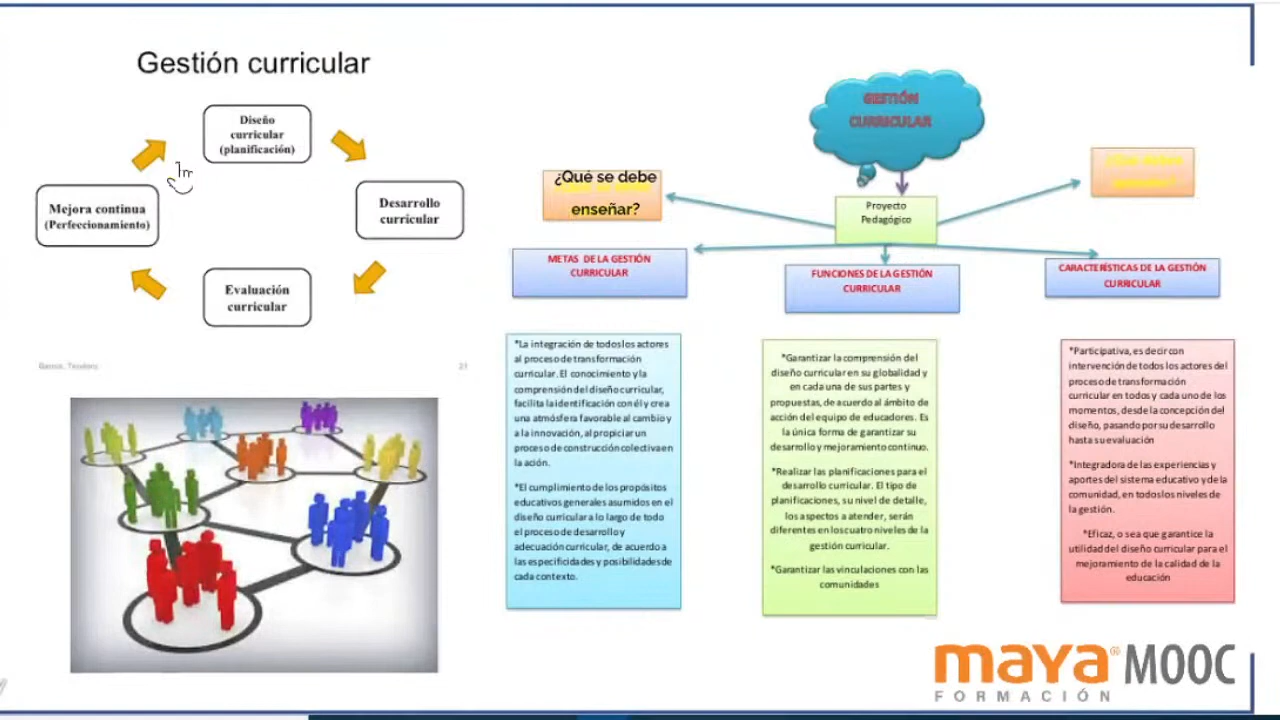 Gestión curricular
Diseño
curricular
(planificación)
Desarrollo
curricular
Evaluación
curricular
Mejora continua
(Perfeccionamiento)
21
GESTIÓN
CURRICULAR
¿Qué se debe
enseñar?
Proyecto
Pedagógico
METAS DE LA GESTIÓN
CURRICULAR
FUNCIONES DE LA GESTIÓN
CURRICULAR
CARACTERÍSTICAS DE LA GESTIÓN
CURRICULAR
*La integración de todos los actores
al proceso de transformación
curricular. El conocimiento y la
comprensión del diseño curricular,
facilita la identificación con él y crea
una atmósfera favorable al cambio y
a la innovación, al propiciar un
proceso de construcción colectiva en
la acción.
*El cumplimiento de los propósitos
educativos generales asumidos en el
diseño curricular a lo largo de todo
el proceso de desarrollo y
adecuación curricular, de acuerdo a
las especificidades y posibilidades de
cada contexto.
*Garantizar la comprensión del
diseño curricular en su globalidad y
en cada una de sus partes y
propuestas, de acuerdo al ámbito de
acción del equipo de educadores. Es
la única forma de garantizar su
desarrollo y mejoramiento continuo.
*Realizar las planificaciones para el
desarrollo curricular. El tipo de
planificaciones, su nivel de detalle,
los aspectos a atender, serán
diferentes en los cuatro niveles de la
gestión curricular.
*Garantizar las vinculaciones con las
comunidades
*Participativa, es decir con
intervención de todos los actores del
proceso de transformación
curricular en todos y cada uno de los
momentos, desde la concepción del
diseño, pasando por su desarrollo
hasta su evaluación
*Integradora de las experiencias y
aportes del sistema educativo y de la
comunidad, en todos los niveles de
la gestión.
*Eficaz, o sea que garantice la
utilidad del diseño curricular para el
mejoramiento de la calidad de la
educación
maya® MOOC
FORMACIÓN